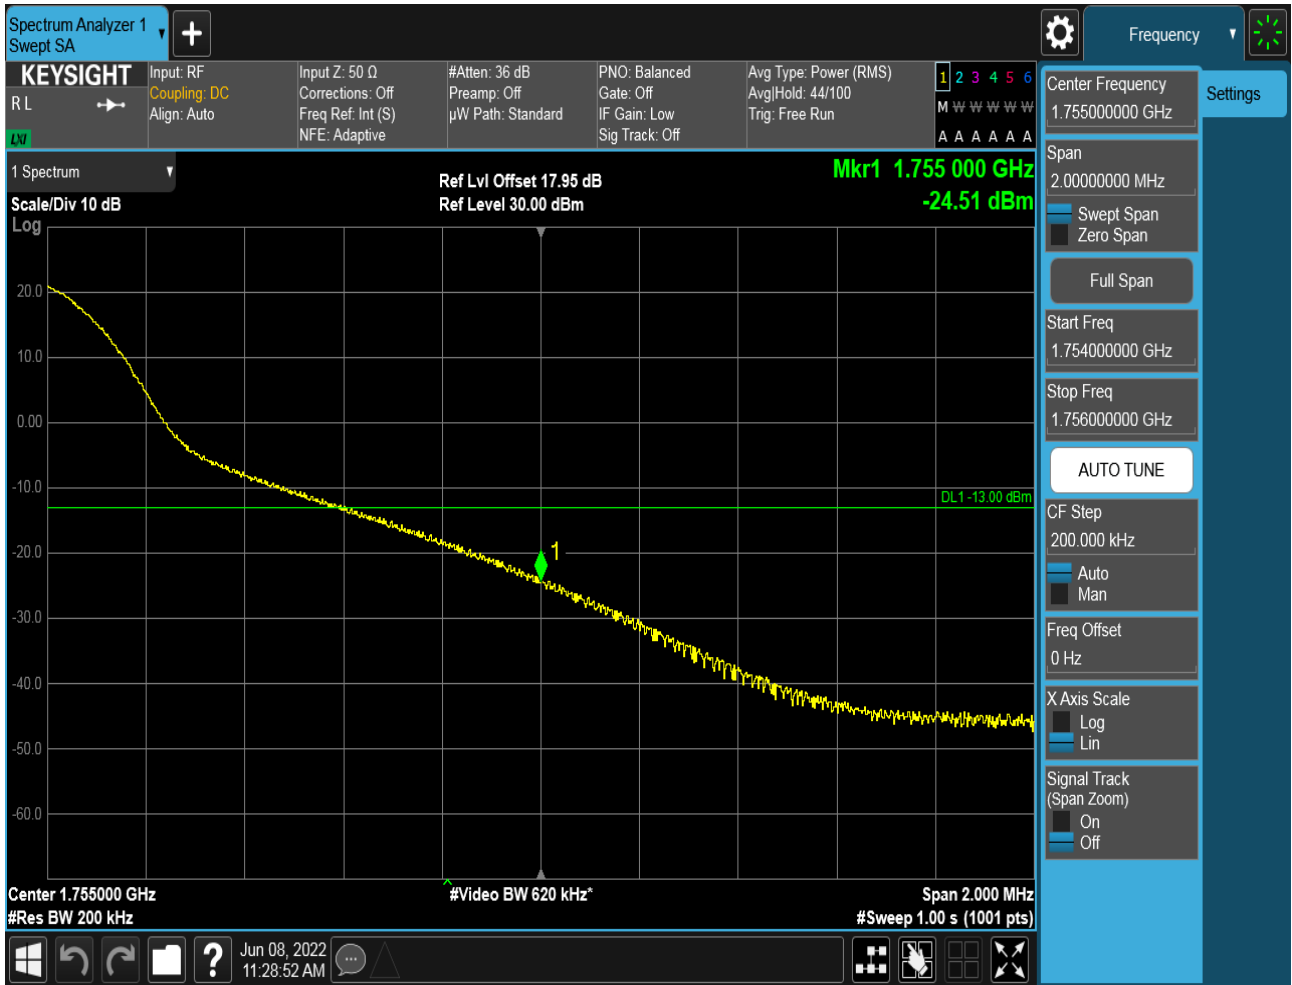 Spectrum Analyzer 1
Swept SA
+
Frequency
KEYSIGHT
R L
LXI
Input: RF
Coupling: DC
Align: Auto
Input Z: 50 Ω
Corrections: Off
Freq Ref: Int (S)
NFE: Adaptive
#Atten: 36 dB
Preamp: Off
µW Path: Standard
PNO: Balanced
Gate: Off
IF Gain: Low
Sig Track: Off
Avg Type: Power (RMS)
Avg|Hold: 44/100
Trig: Free Run
1 2 3 4 5 6
M W W W W W
A A A A A A
1 Spectrum
Scale/Div 10 dB
Log
Ref Lvl Offset 17.95 dB
Ref Level 30.00 dBm
Mkr1 1.755 000 GHz
-24.51 dBm
20.0
10.0
0.00
-10.0
-20.0
-30.0
-40.0
-50.0
-60.0
DL1 -13.00 dBm
1
Center 1.755000 GHz
#Res BW 200 kHz
#Video BW 620 kHz*
Span 2.000 MHz
#Sweep 1.00 s (1001 pts)
Jun 08, 2022
11:28:52 AM
?
Center Frequency
1.755000000 GHz
Settings
Span
2.00000000 MHz
Swept Span
Zero Span
Full Span
Start Freq
1.754000000 GHz
Stop Freq
1.756000000 GHz
AUTO TUNE
CF Step
200.000 kHz
Auto
Man
Freq Offset
0 Hz
X Axis Scale
Log
Lin
Signal Track
(Span Zoom)
On
Off